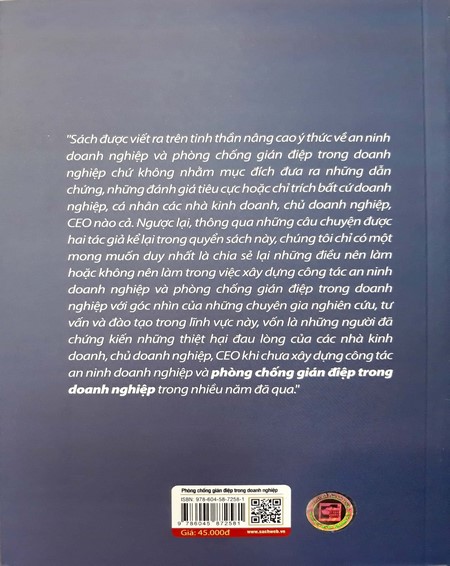 "Sách được viết ra trên tinh thần nâng cao ý thức về an ninh
doanh nghiệp và phòng chống gián điệp trong doanh
nghiệp chứ không nhằm mục đích đưa ra những dẫn
chứng, những đánh giá tiêu cực hoặc chỉ trích bất cứ doanh
nghiệp, cá nhân các nhà kinh doanh, chủ doanh nghiệp,
CEO nào cả. Ngược lại, thông qua những câu chuyện được
hai tác giả kể lại trong quyển sách này, chúng tôi chỉ có một
mong muốn duy nhất là chia sẻ lại những điều nên làm
hoặc không nên làm trong việc xây dựng công tác an ninh
doanh nghiệp và phòng chống gián điệp trong doanh
nghiệp với góc nhìn của những chuyên gia nghiên cứu, tư
vấn và đào tạo trong lĩnh vực này, vốn là những người đã
chứng kiến những thiệt hại đau lòng của các nhà kinh
doanh, chủ doanh nghiệp, CEO khi chưa xây dựng công tác
an ninh doanh nghiệp và phòng chống gián điệp trong
doanh nghiệp trong nhiều năm đã qua."
Phòng chống gián điệp trong doanh nghiệp
ISBN: 978-604-58-7258-1
9 786045 872581
Giá: 45.000đ
www.sachweb.vn